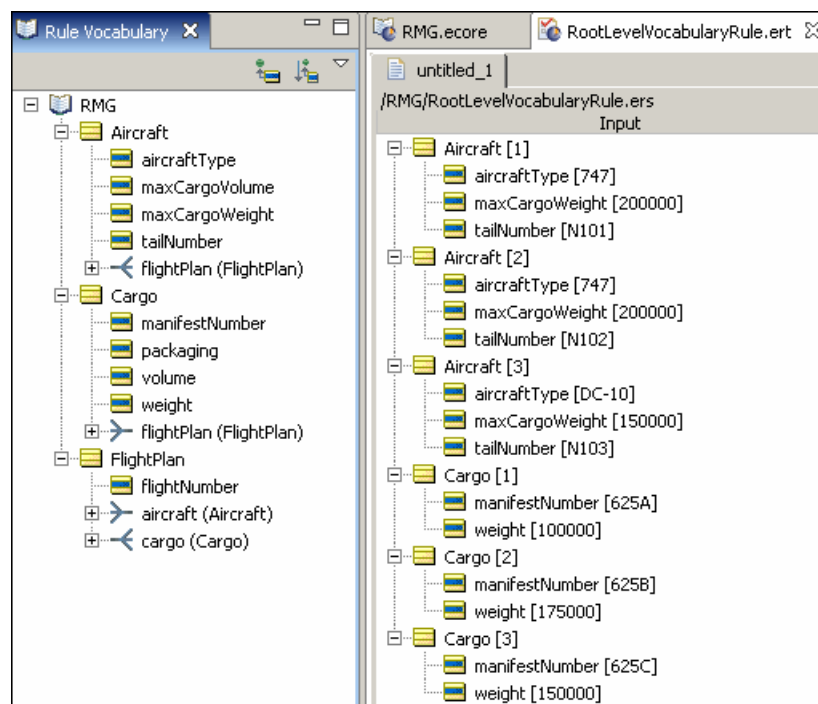 Rule Vocabulary
RMG
Aircraft
aircraftType
maxCargoVolume
maxCargoWeight
tailNumber
flightPlan (FlightPlan)
Cargo
manifestNumber
packaging
volume
weight
flightPlan (FlightPlan)
FlightPlan
flightNumber
aircraft (Aircraft)
cargo (Cargo)
RMG.ecore
RootLevelVocabularyRule.ert
untitled_1
/RMG/RootLevelVocabularyRule.ers
Input
Aircraft [1]
aircraftType [747]
maxCargoWeight [200000]
tailNumber [N101]
Aircraft [2]
aircraftType [747]
maxCargoWeight [200000]
tailNumber [N102]
Aircraft [3]
aircraftType [DC-10]
maxCargoWeight [150000]
tailNumber [N103]
Cargo [1]
manifestNumber [625A]
weight [100000]
Cargo [2]
manifestNumber [625B]
weight [175000]
Cargo [3]
manifestNumber [625C]
weight [150000]